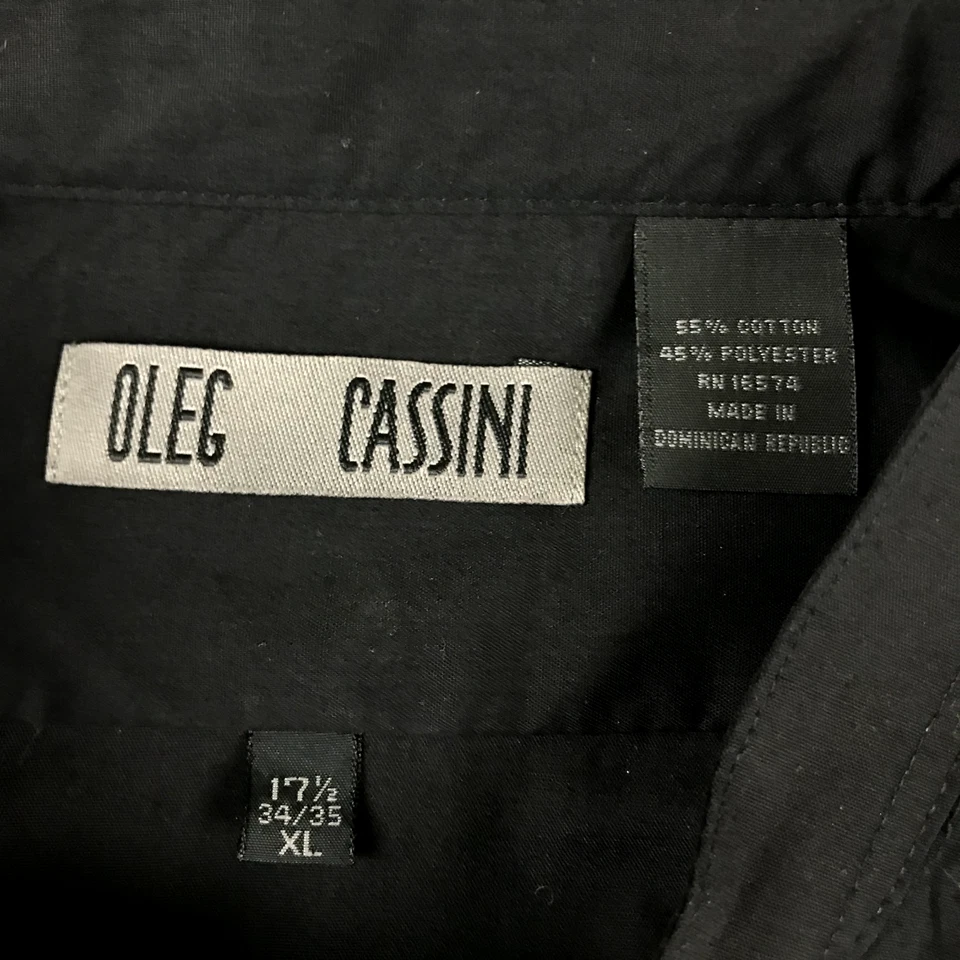 OLEG CASSINI
55% COTTON
45% POLYESTER
RN 16574
MADE IN
DOMINICAN REPUBLIC
17½
34/35
XL